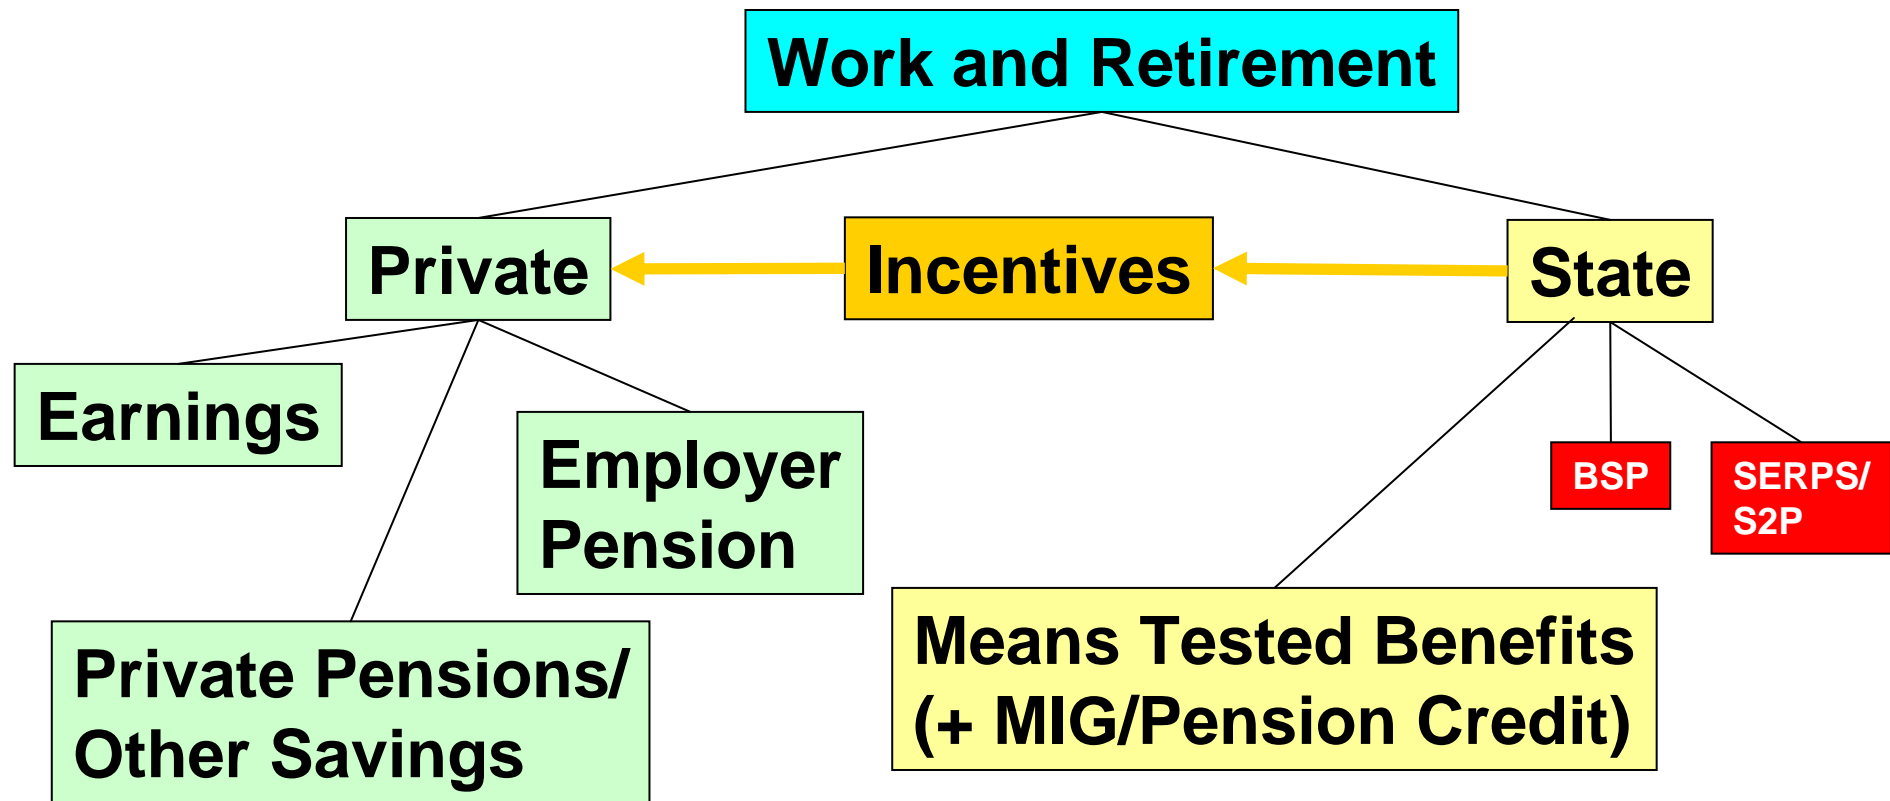 Work and Retirement
Private
Incentives
State
Earnings
Employer
Pension
BSP
SERPS/
S2P
Private Pensions/
Other Savings
Means Tested Benefits
(+ MIG/Pension Credit)